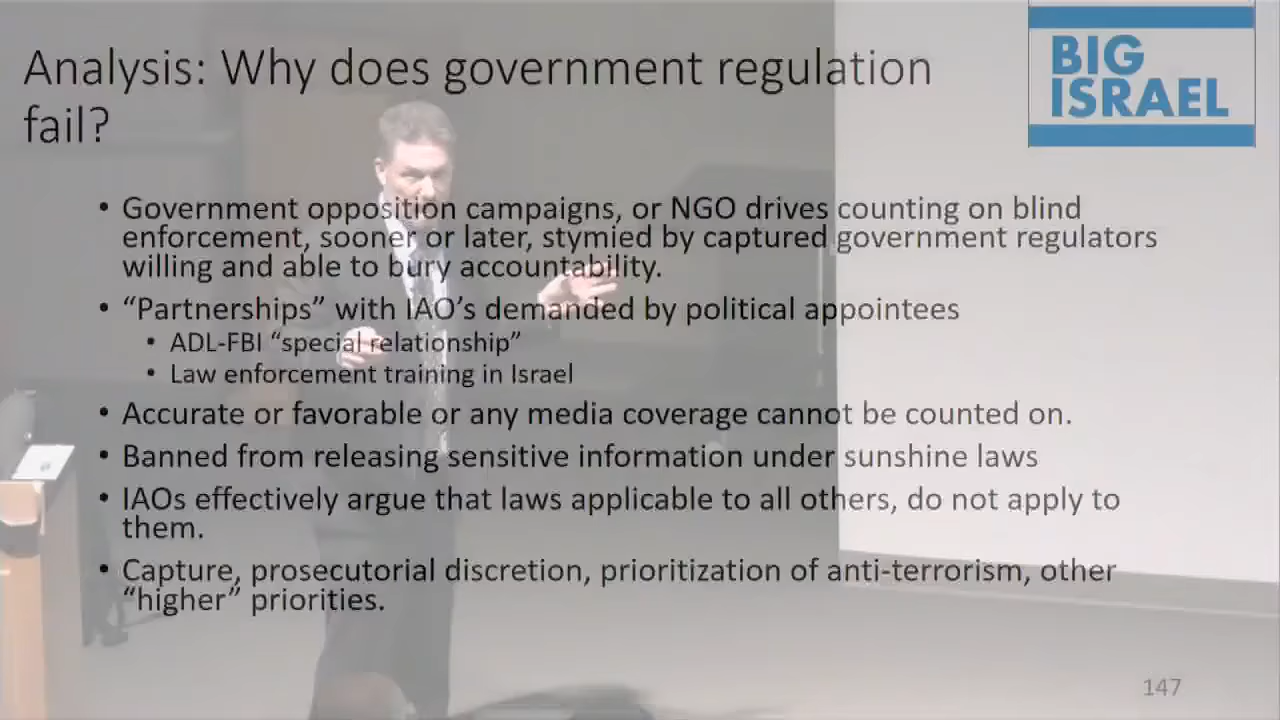 Analysis: Why does government regulation
fail?
BIG
ISRAEL
• Government opposition campaigns, or NGO drives counting on blind
enforcement, sooner or later, stymied by captured government regulators
willing and able to bury accountability.
• “Partnerships” with IAO’s demanded by political appointees
• ADL-FBI “special relationship”
• Law enforcement training in Israel
• Accurate or favorable or any media coverage cannot be counted on.
• Banned from releasing sensitive information under sunshine laws
• IAOs effectively argue that laws applicable to all others, do not apply to
them.
• Capture, prosecutorial discretion, prioritization of anti-terrorism, other
“higher” priorities.
147